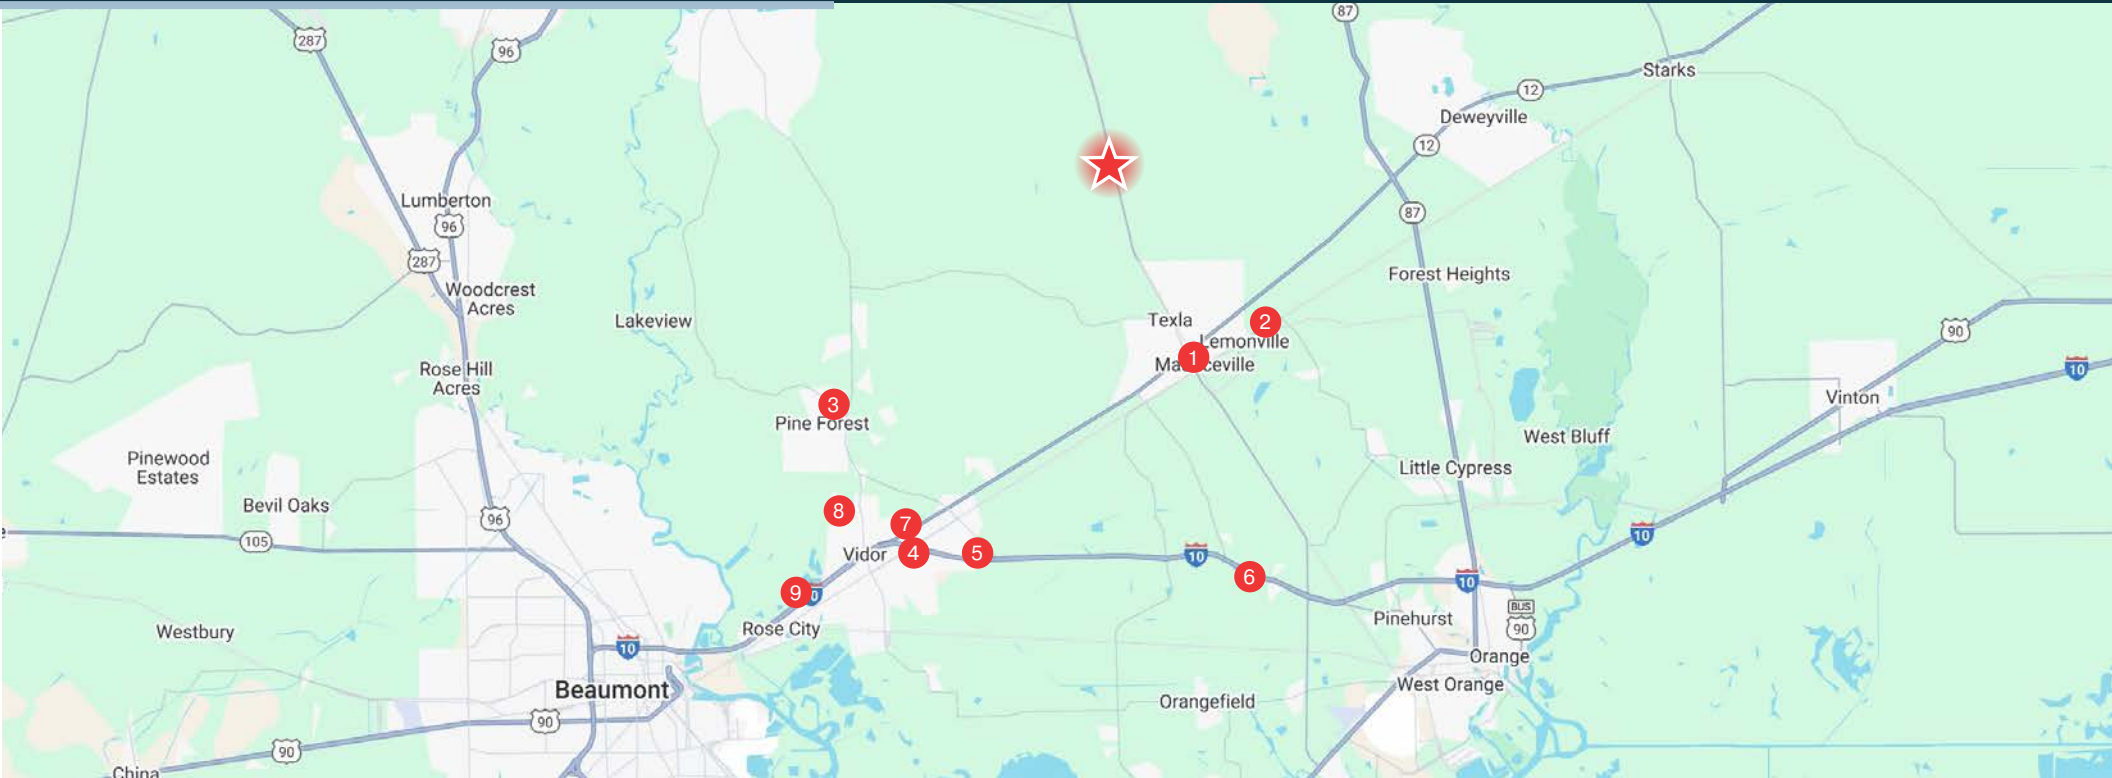 87
287
96
Starks
12
Deweyville
12
Lumberton
96
87
287
Forest Heights
Woodcrest
Acres
Lakeview
Texla
2
90
Lemonville
1
Rose Hill
Acres
10
Vinton
3
Pine Forest
West Bluff
Pinewood
Estates
Little Cypress
Bevil Oaks
8
96
7
10
105
Vidor
4
5
10
6
10
9
BUS
90
Pinehurst
Westbury
Rose City
10
Orange
Beaumont
West Orange
Orangefield
90
90
China